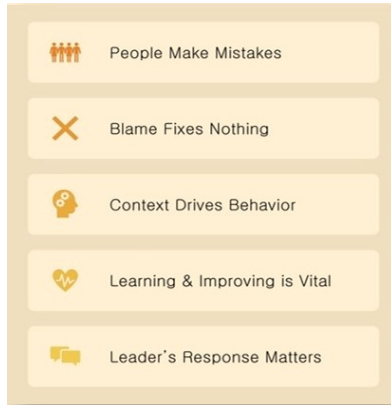 People Make Mistakes
Blame Fixes Nothing
Context Drives Behavior
Learning & Improving is Vital
Leader's Response Matters